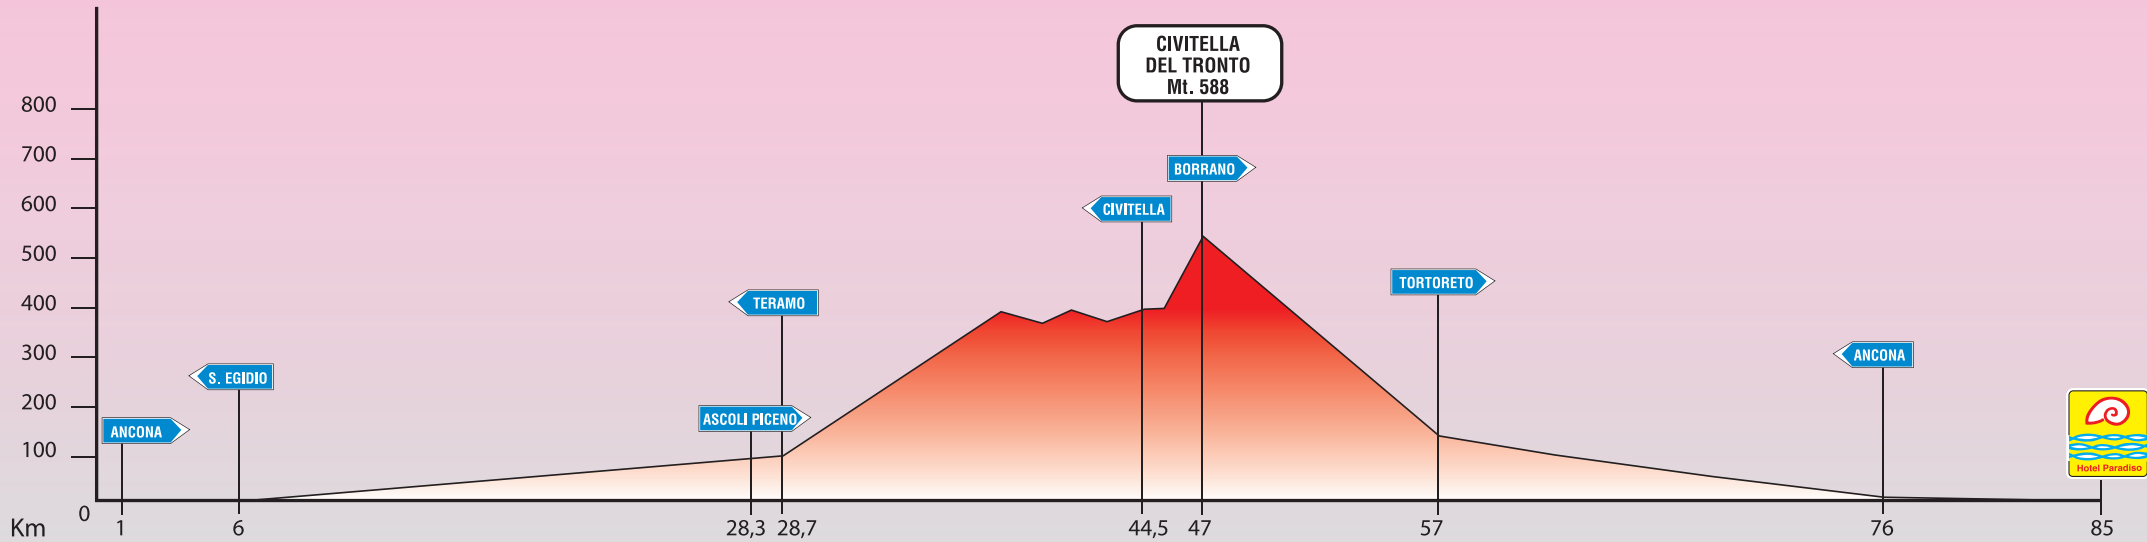 CIVITELLA
DEL TRONTO
Mt. 588
800
700
BORRANO
600
CIVITELLA
500
TORTORETO
400
TERAMO
300
ANCONA
S. EGIDIO
200
ASCOLI PICENO
ANCONA
100
Hotel Paradiso
0
Km 1 6 28,3 28,7 44,5 47 57 76 85